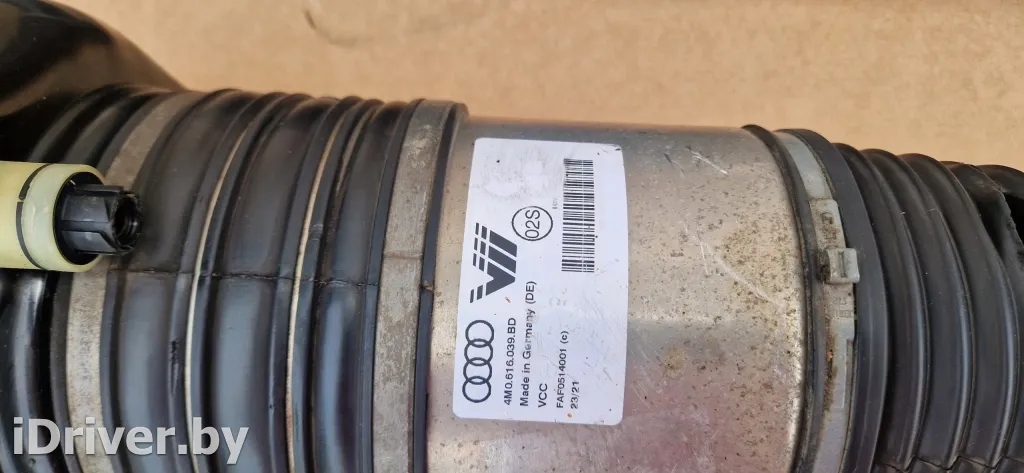 02S
4M0.616.039.BD
Made in Germany (DE)
VCC
FAF0514001 (c)
23/21
iDriver.by